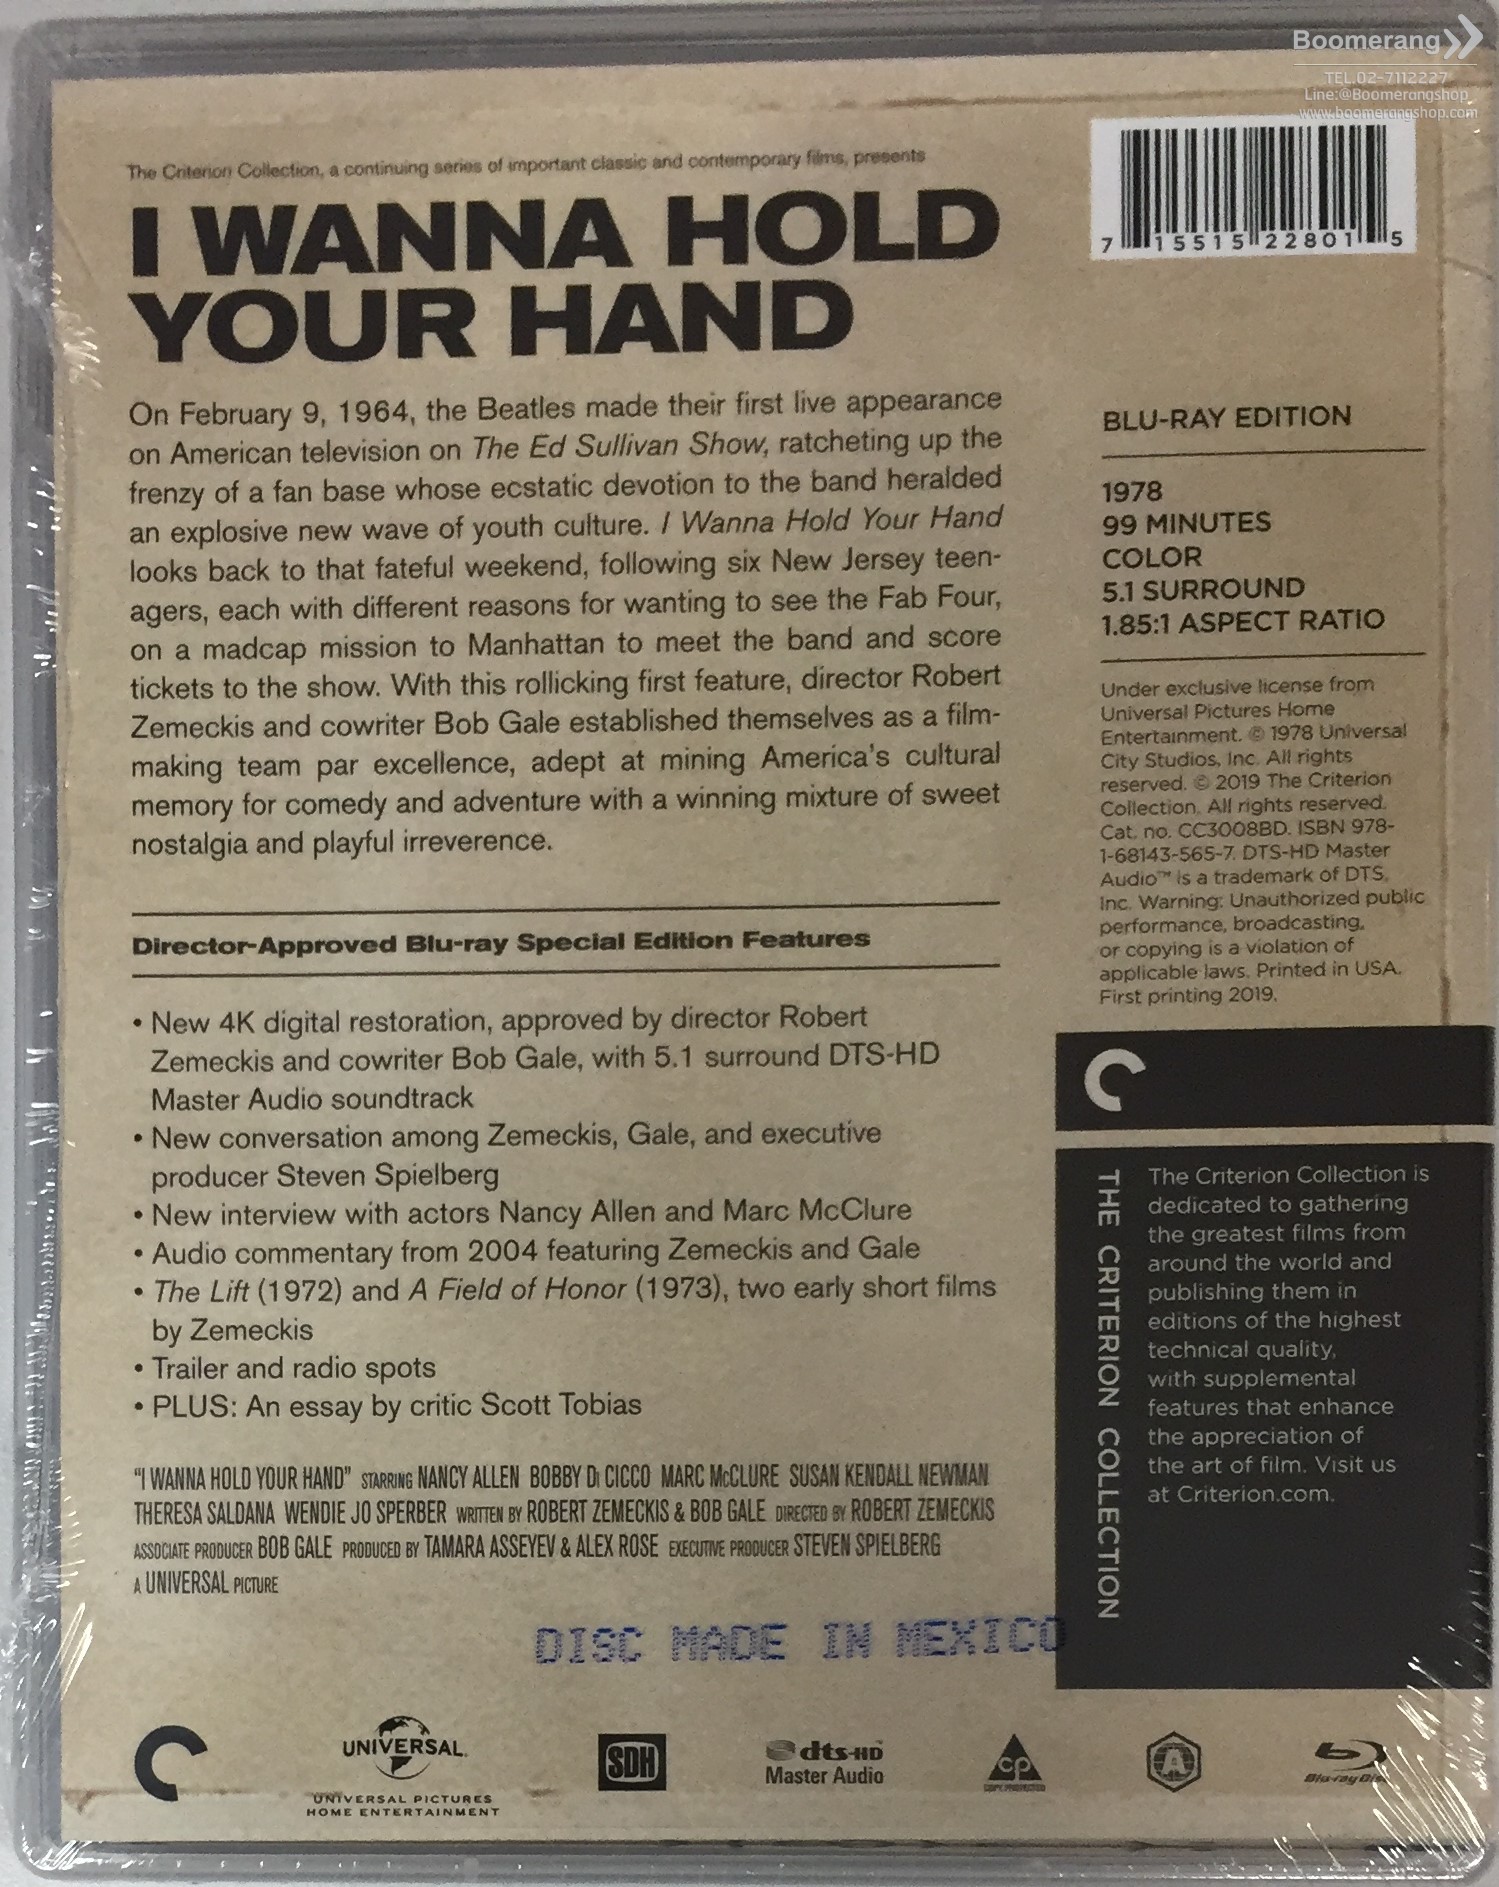 Boomerang
TEL.02-7112227
Line:@Boomerangshop
www.boomerangshop.com
The Criterion Collection, a continuing series of important classic and contemporary films, presents
I WANNA HOLD
YOUR HAND
7 15515 22801 5
On February 9, 1964, the Beatles made their first live appearance
on American television on The Ed Sullivan Show, ratcheting up the
frenzy of a fan base whose ecstatic devotion to the band heralded
an explosive new wave of youth culture. I Wanna Hold Your Hand
looks back to that fateful weekend, following six New Jersey teen-
agers, each with different reasons for wanting to see the Fab Four,
on a madcap mission to Manhattan to meet the band and score
tickets to the show. With this rollicking first feature, director Robert
Zemeckis and cowriter Bob Gale established themselves as a film-
making team par excellence, adept at mining America's cultural
memory for comedy and adventure with a winning mixture of sweet
nostalgia and playful irreverence.
Director-Approved Blu-ray Special Edition Features
• New 4K digital restoration, approved by director Robert
Zemeckis and cowriter Bob Gale, with 5.1 surround DTS-HD
Master Audio soundtrack
• New conversation among Zemeckis, Gale, and executive
producer Steven Spielberg
• New interview with actors Nancy Allen and Marc McClure
• Audio commentary from 2004 featuring Zemeckis and Gale
• The Lift (1972) and A Field of Honor (1973), two early short films
by Zemeckis
• Trailer and radio spots
• PLUS: An essay by critic Scott Tobias
"I WANNA HOLD YOUR HAND" STARRING NANCY ALLEN BOBBY Di CICCO MARC McCLURE SUSAN KENDALL NEWMAN
THERESA SALDANA WENDIE JO SPERBER WRITTEN BY ROBERT ZEMECKIS & BOB GALE DIRECTED BY ROBERT ZEMECKIS
ASSOCIATE PRODUCER BOB GALE PRODUCED BY TAMARA ASSEYEV & ALEX ROSE EXECUTIVE PRODUCER STEVEN SPIELBERG
A UNIVERSAL PICTURE
BLU-RAY EDITION
1978
99 MINUTES
COLOR
5.1 SURROUND
1.85:1 ASPECT RATIO
Under exclusive license from
Universal Pictures Home
Entertainment. © 1978 Universal
City Studios, Inc. All rights
reserved. © 2019 The Criterion
Collection. All rights reserved.
Cat. no. CC3008BD. ISBN 978-
1-68143-565-7. DTS-HD Master
Audio™ is a trademark of DTS,
Inc. Warning: Unauthorized public
performance, broadcasting,
or copying is a violation of
applicable laws. Printed in USA.
First printing 2019.
THE CRITERION COLLECTION
The Criterion Collection is
dedicated to gathering
the greatest films from
around the world and
publishing them in
editions of the highest
technical quality,
with supplemental
features that enhance
the appreciation of
the art of film. Visit us
at Criterion.com.
DISC MADE IN MEXICO
UNIVERSAL
UNIVERSAL PICTURES
HOME ENTERTAINMENT
SDH
dts-HD
Master Audio
cp
COPY PROTECTED
A
Blu-ray Disc